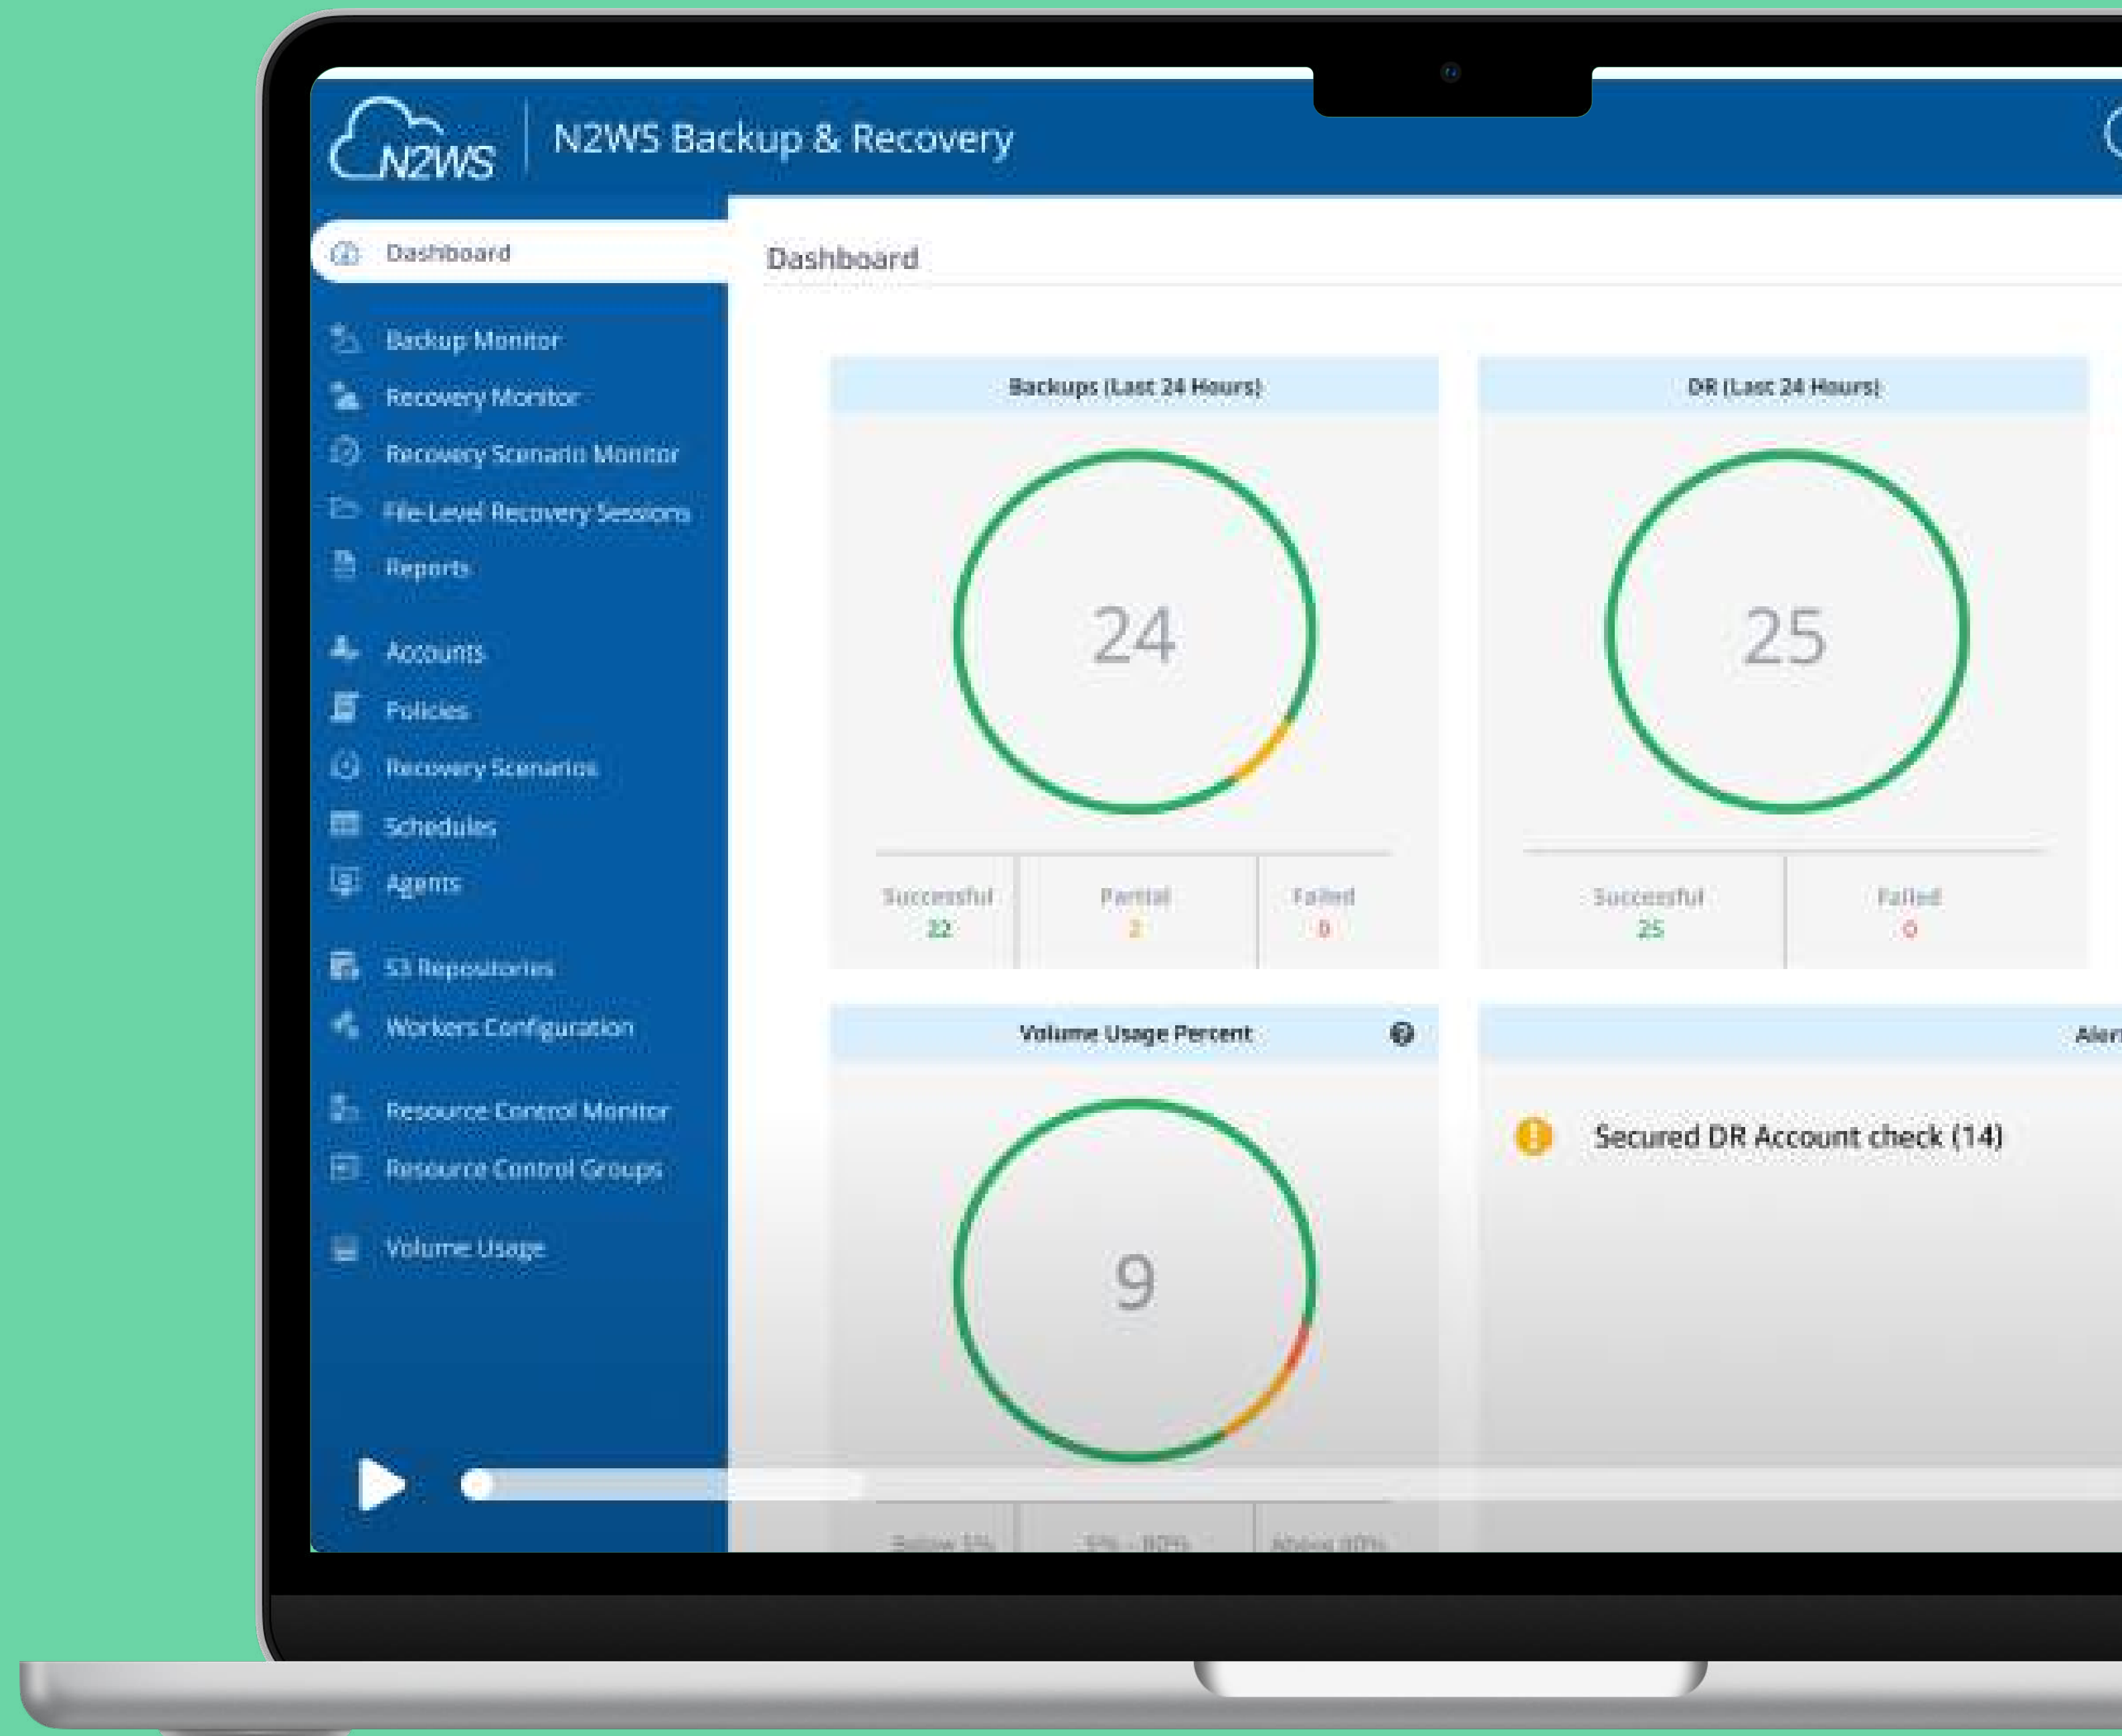 N2WS
N2WS Backup & Recovery
Dashboard
Backup Monitor
Recovery Monitor
Recovery Scenario Monitor
File-Level Recovery Sessions
Reports
Accounts
Policies
Recovery Scenarios
Schedules
Agents
S3 Repositories
Workers Configuration
Resource Control Monitor
Resource Control Groups
Volume Usage
Dashboard
Backups (Last 24 Hours)
24
Successful Partial Failed
22 2 0
DR (Last 24 Hours)
25
Successful Failed
25 0
Volume Usage Percent
9
Below 5%
Aler
Secured DR Account check (14)